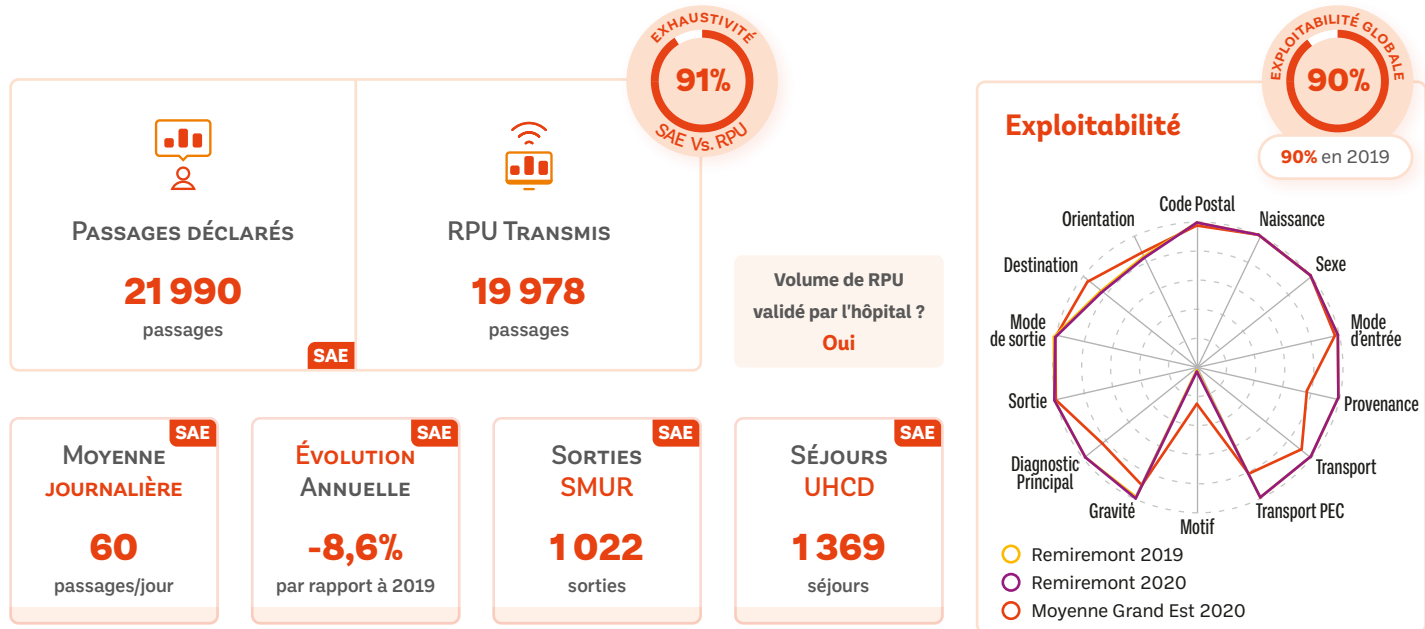 EXHAUSTIVITÉ
91%
SAE Vs. RPU
PASSAGES DÉCLARÉS
21 990
passages
SAE
RPU TRANSMIS
19 978
passages
Volume de RPU
validé par l'hôpital ?
Oui
SAE
MOYENNE
JOURNALIÈRE
60
passages/jour
SAE
ÉVOLUTION
ANNUELLE
-8,6%
par rapport à 2019
SAE
SORTIES
SMUR
1 022
sorties
SAE
SÉJOURS
UHCD
1 369
séjours
EXPLOITABILITÉ GLOBALE
90%
90% en 2019
Exploitabilité
Code Postal
Naissance
Sexe
Mode
d'entrée
Provenance
Transport
Transport PEC
Motif
Gravité
Diagnostic
Principal
Sortie
Mode
de sortie
Destination
Orientation
Remiremont 2019
Remiremont 2020
Moyenne Grand Est 2020